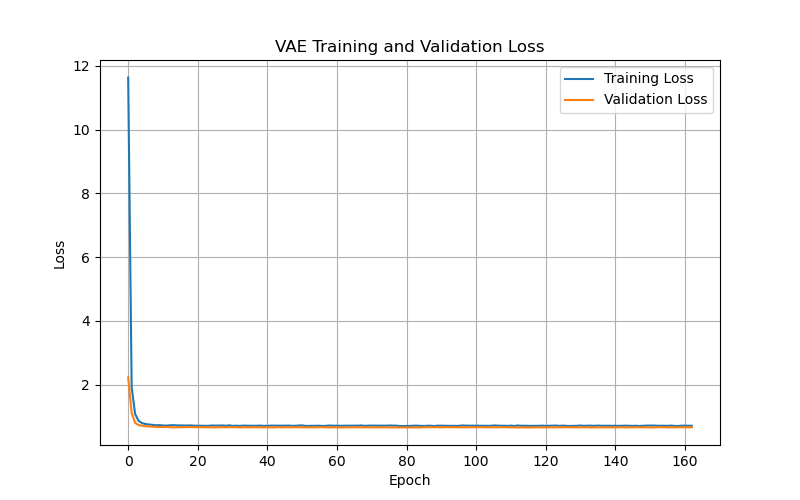 VAE Training and Validation Loss
Training Loss
Validation Loss
12
10
8
6
4
2
Loss
0 20 40 60 80 100 120 140 160
Epoch